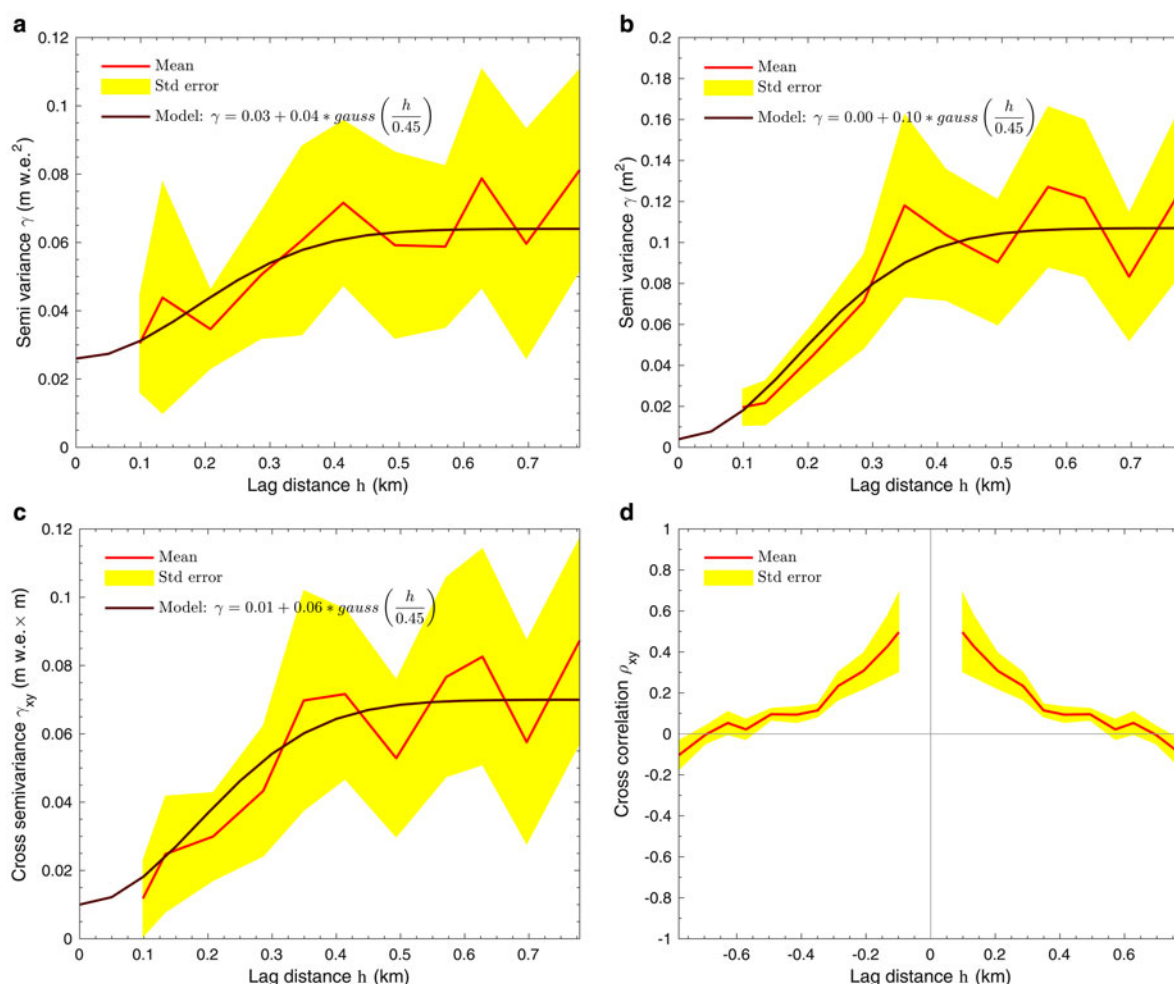 a
0.12
0.1
0.08
0.06
0.04
0.02
0
Semi variance γ (m w.e.²)
Mean
Std error
Model: γ = 0.03 + 0.04 * gauss (h/0.45)
0 0.1 0.2 0.3 0.4 0.5 0.6 0.7
Lag distance h (km)
b
0.2
0.18
0.16
0.14
0.12
0.1
0.08
0.06
0.04
0.02
0
Semi variance γ (m²)
Mean
Std error
Model: γ = 0.00 + 0.10 * gauss (h/0.45)
0 0.1 0.2 0.3 0.4 0.5 0.6 0.7
Lag distance h (km)
c
0.12
0.1
0.08
0.06
0.04
0.02
0
Cross semivariance γxy (m w.e.× m)
Mean
Std error
Model: γ = 0.01 + 0.06 * gauss (h/0.45)
0 0.1 0.2 0.3 0.4 0.5 0.6 0.7
Lag distance h (km)
d
1
0.8
0.6
0.4
0.2
0
-0.2
-0.4
-0.6
-0.8
-1
Cross correlation ρxy
Mean
Std error
-0.6 -0.4 -0.2 0 0.2 0.4 0.6
Lag distance h (km)